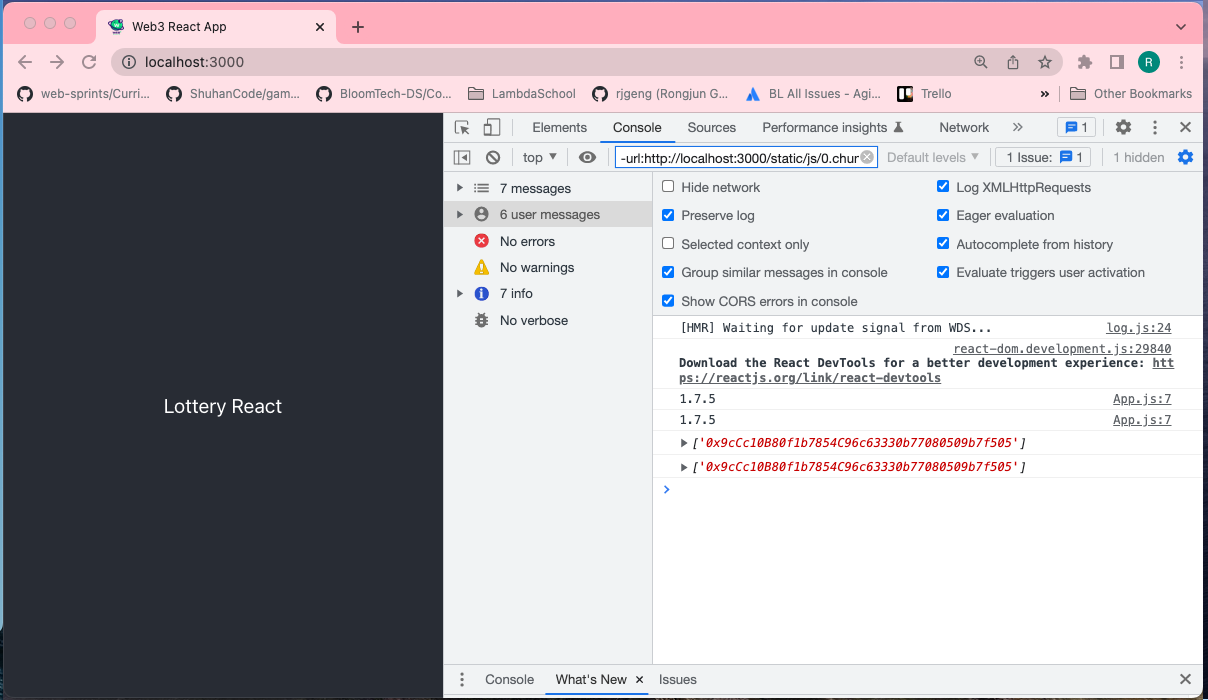 Web3 React App
localhost:3000
R
web-sprints/Curri...
ShuhanCode/gam...
BloomTech-DS/Co...
LambdaSchool
rjgeng (Rongjun G...
BL All Issues - Agi...
Trello
»
Other Bookmarks
Lottery React
Elements
Console
Sources
Performance insights
Network
»
1
top
-url:http://localhost:3000/static/js/0.chur
Default levels
1 Issue:
1
1 hidden
7 messages
6 user messages
No errors
No warnings
7 info
No verbose
Hide network
Log XMLHttpRequests
Preserve log
Eager evaluation
Selected context only
Autocomplete from history
Group similar messages in console
Evaluate triggers user activation
Show CORS errors in console
[HMR] Waiting for update signal from WDS... log.js:24
react-dom.development.js:29840
Download the React DevTools for a better development experience: htt
ps://reactjs.org/link/react-devtools
1.7.5 App.js:7
1.7.5 App.js:7
['0x9cCc10B80f1b7854C96c63330b77080509b7f505']
['0x9cCc10B80f1b7854C96c63330b77080509b7f505']
Console
What's New
Issues